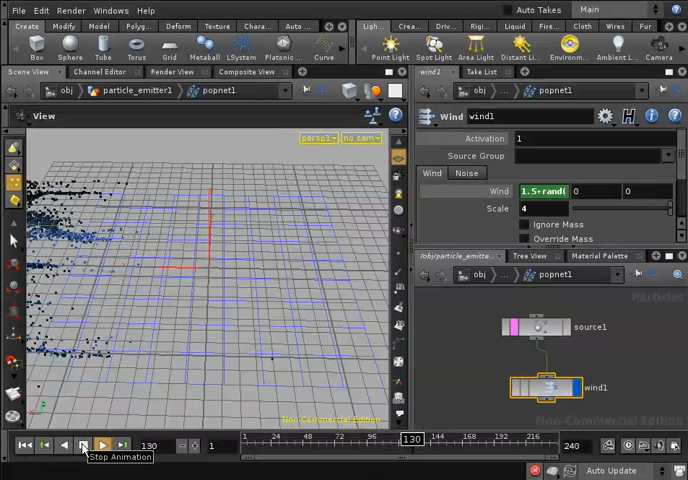 File Edit Render Windows Help Auto Takes Main
Create Modify Model Polyg... Deform Texture Chara... Auto ... Ligh... Crea... Driv... Rigi... Liquid Fire... Cloth Wires Fur
Box Sphere Tube Torus Grid Metaball LSystem Platonic ... Curve Point Light Spot Light Area Light Distant Li... Environ... Ambient L... Camera
Scene View Channel Editor Render View Composite View wind1 Take List
obj particle_emitter1 popnet1 obj popnet1
View
Wind wind1
persp1 no cam
Activation 1
Source Group
Wind Noise
Wind 1.5+rand( 0 0
Scale 4
Ignore Mass
Override Mass
/obj/particle_emitte... Tree View Material Palette
obj popnet1
Particles
source1
wind1
Non-Commercial Edition
Non-Commercial Edition
130 1 1 24 48 72 96 130 144 168 192 216 240
Stop Animation
Auto Update